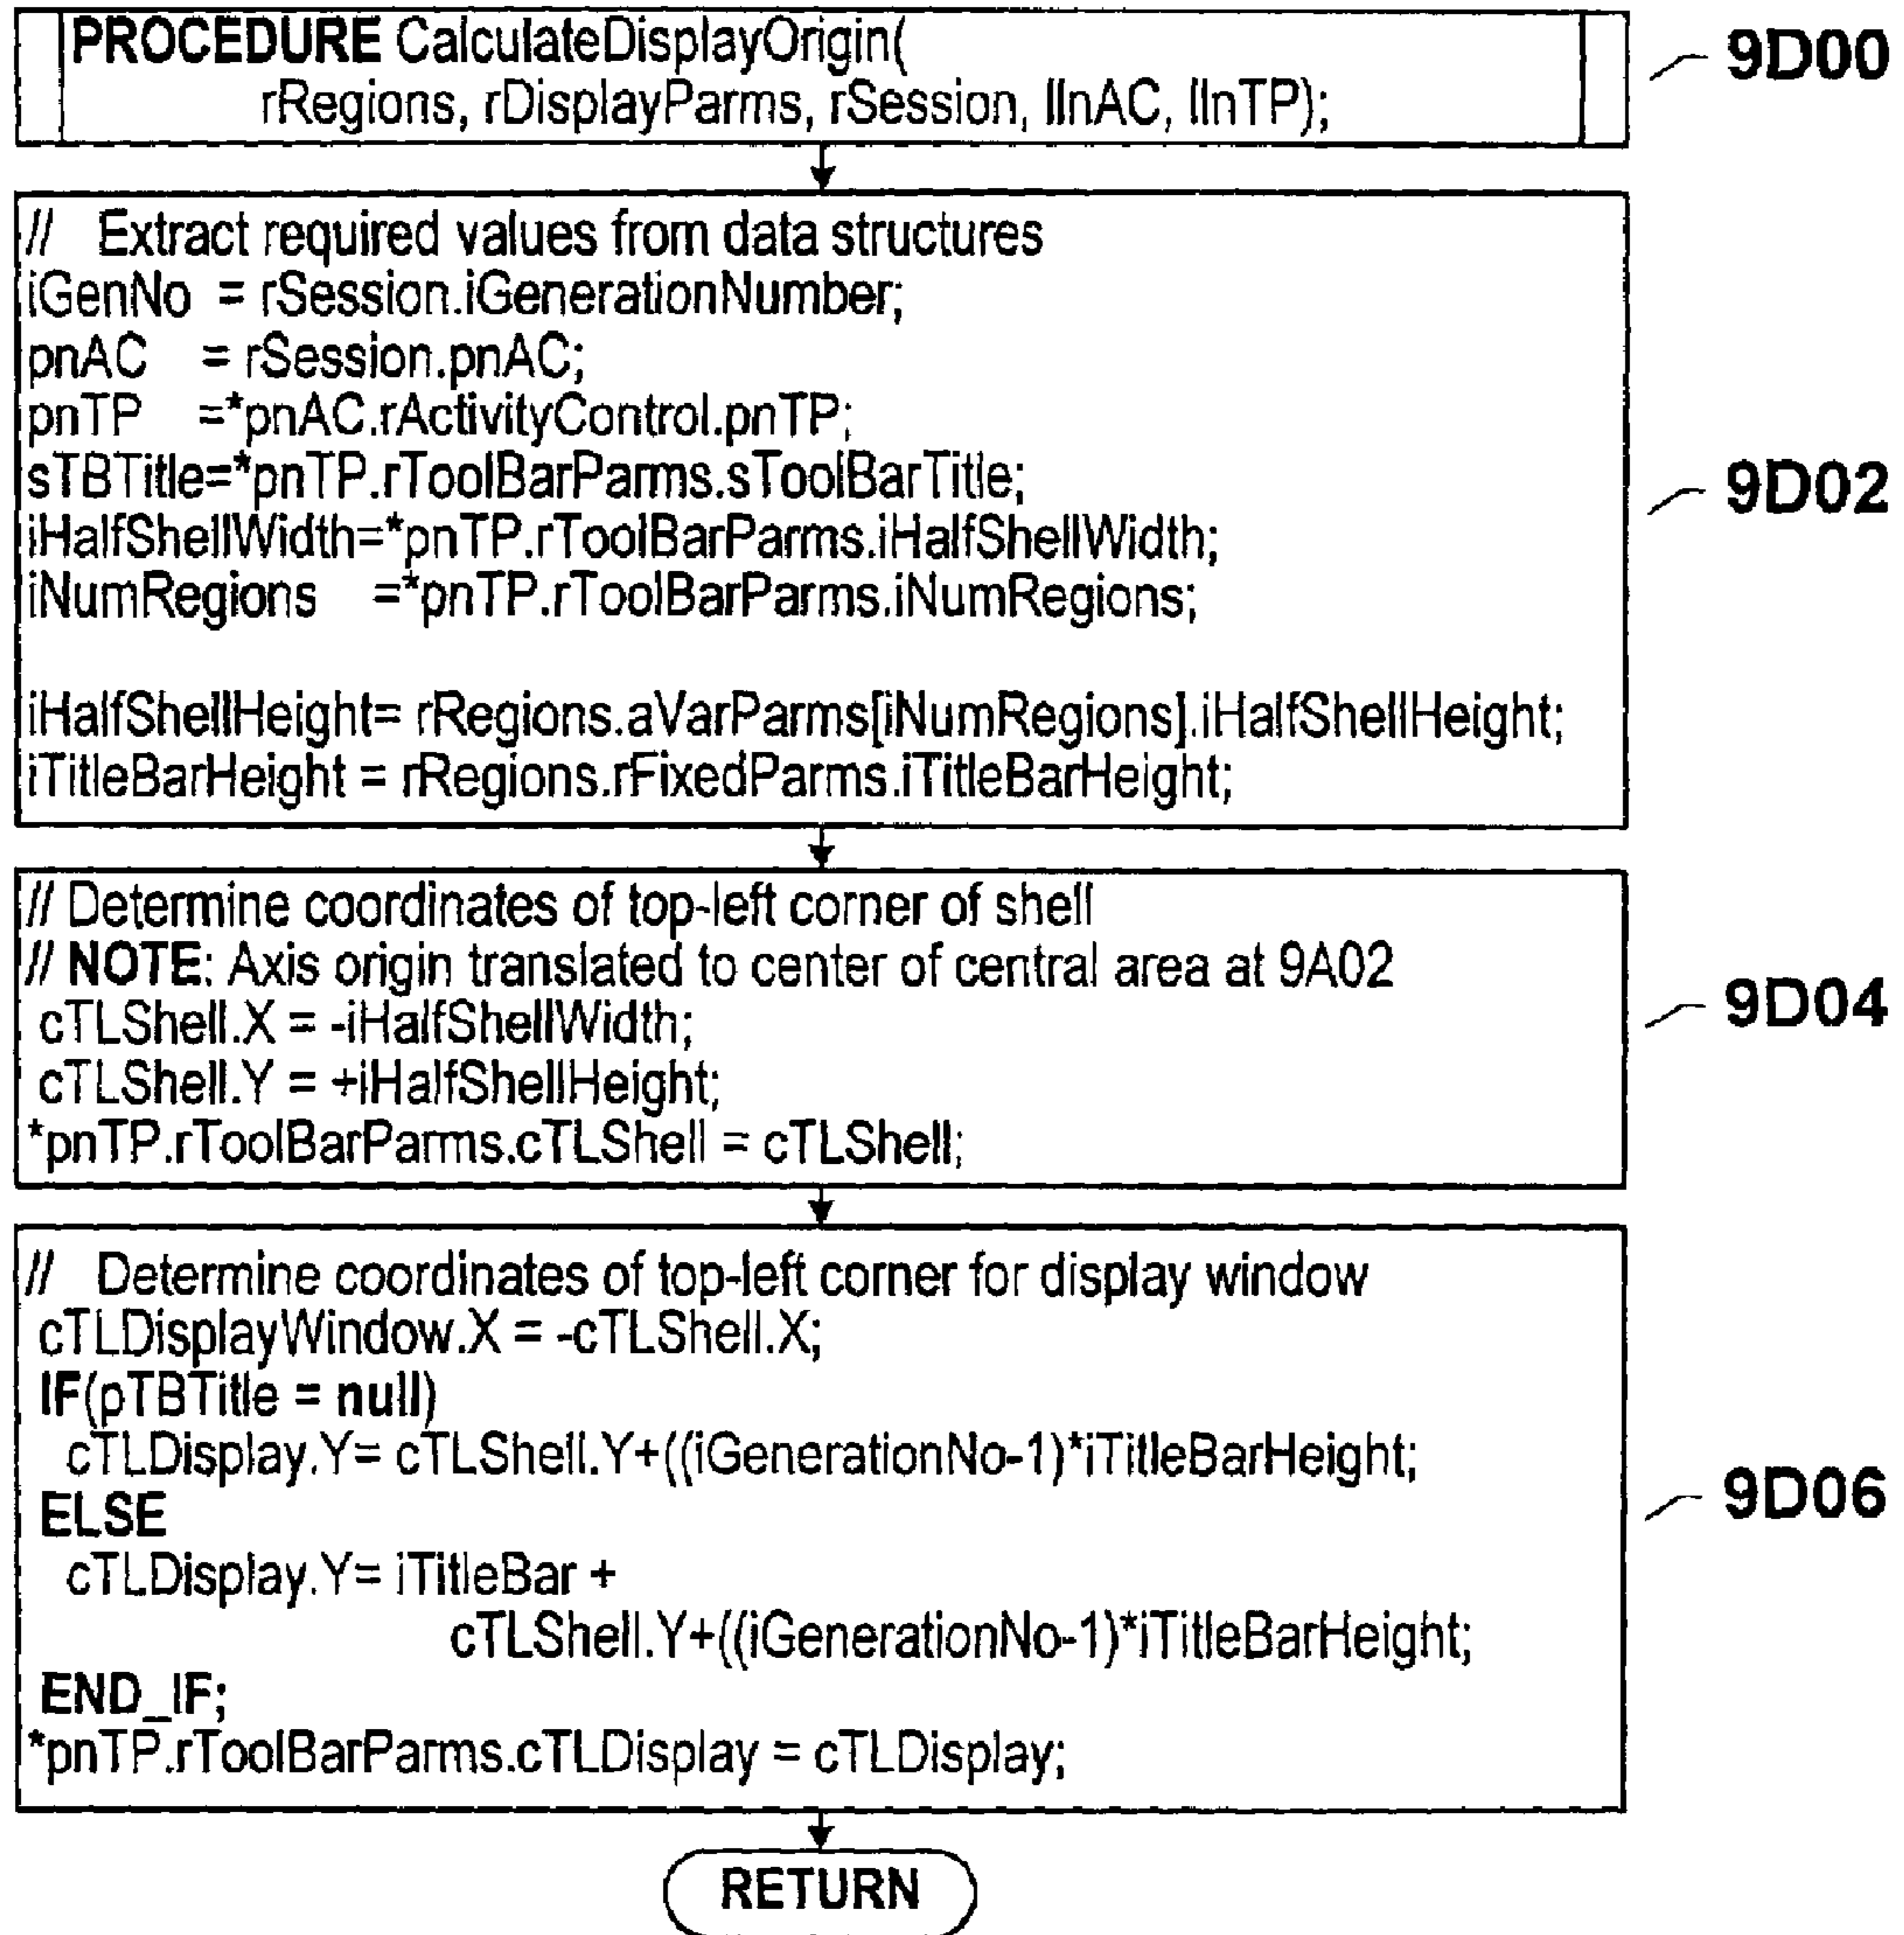 PROCEDURE CalculateDisplayOrigin(
rRegions, rDisplayParms, rSession, llnAC, llnTP);
9D00
// Extract required values from data structures
iGenNo = rSession.iGenerationNumber;
pnAC = rSession.pnAC;
pnTP =*pnAC.rActivityControl.pnTP;
sTBTitle=*pnTP.rToolBarParms.sToolBarTitle;
iHalfShellWidth=*pnTP.rToolBarParms.iHalfShellWidth;
iNumRegions =*pnTP.rToolBarParms.iNumRegions;
iHalfShellHeight= rRegions.aVarParms[iNumRegions].iHalfShellHeight;
iTitleBarHeight = rRegions.rFixedParms.iTitleBarHeight;
9D02
// Determine coordinates of top-left corner of shell
// NOTE: Axis origin translated to center of central area at 9A02
cTLShell.X = -iHalfShellWidth;
cTLShell.Y = +iHalfShellHeight;
*pnTP.rToolBarParms.cTLShell = cTLShell;
9D04
// Determine coordinates of top-left corner for display window
cTLDisplayWindow.X = -cTLShell.X;
IF(pTBTitle = null)
cTLDisplay.Y= cTLShell.Y+((iGenerationNo-1)*iTitleBarHeight;
ELSE
cTLDisplay.Y= iTitleBar +
cTLShell.Y+((iGenerationNo-1)*iTitleBarHeight;
END_IF;
*pnTP.rToolBarParms.cTLDisplay = cTLDisplay;
9D06
RETURN